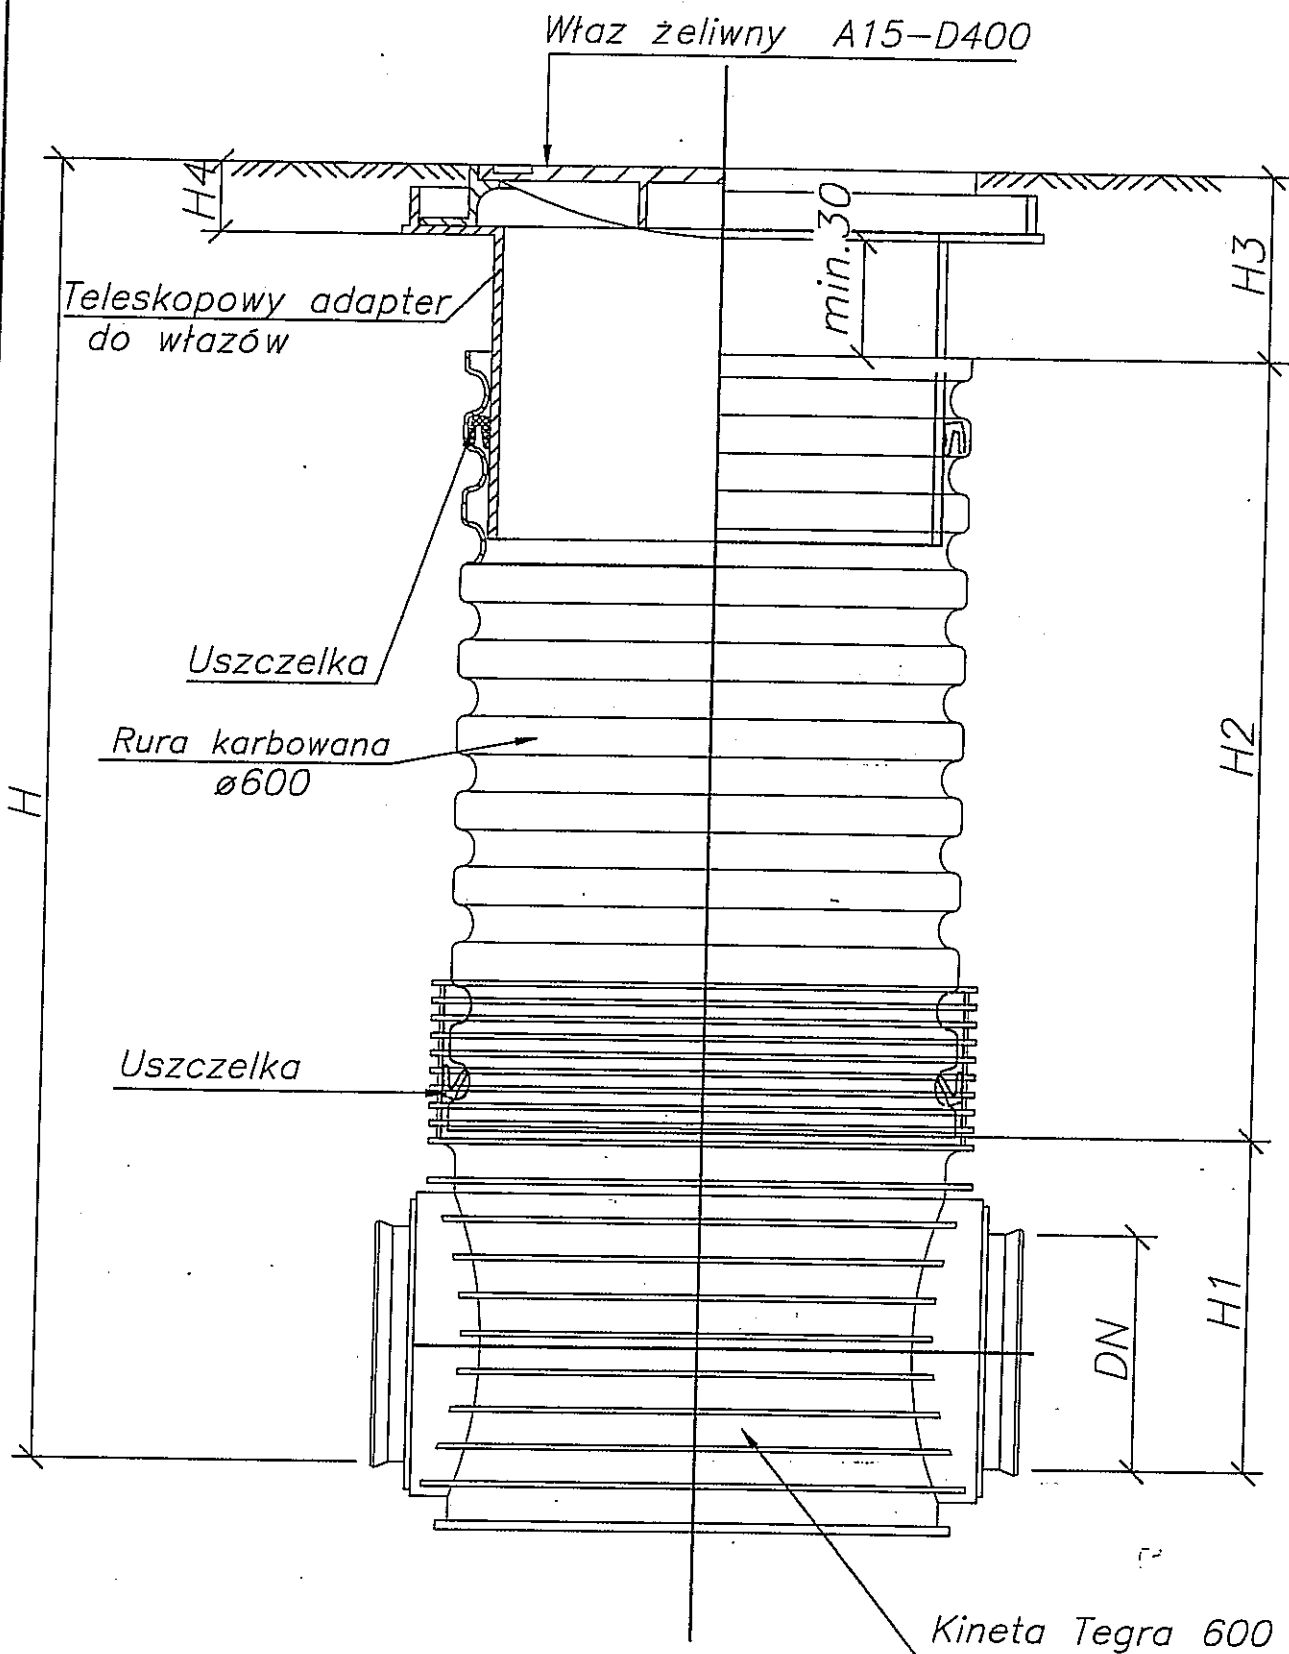 Właz żeliwny A15-D400
H4
min.30
H3
Teleskopowy adapter
do włazów
Uszczelka
Rura karbowana
ø600
H
H2
Uszczelka
H1
DN
Kineta Tegra 600